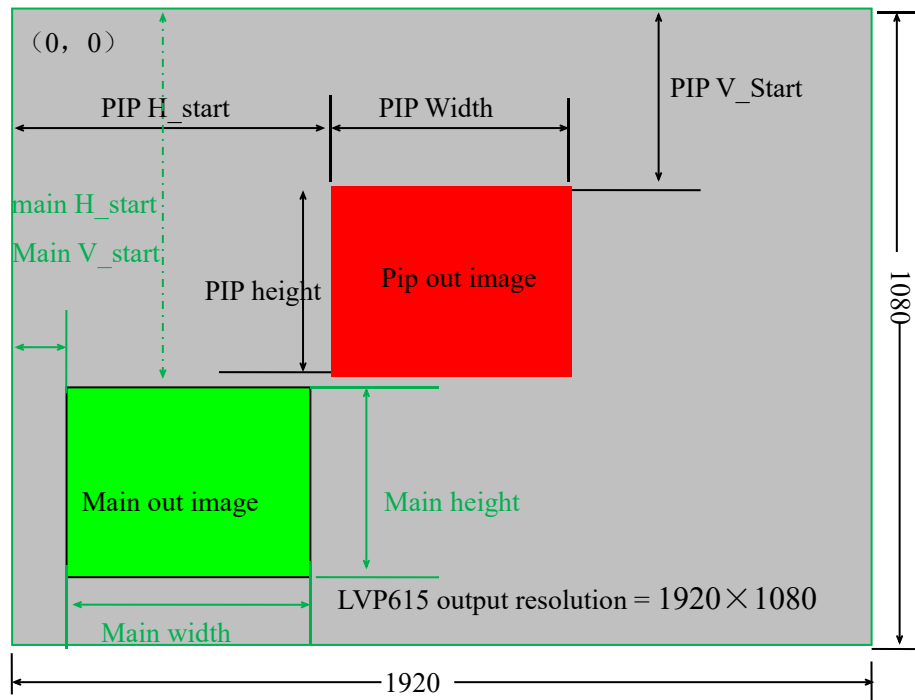 （0，0）
PIP V_Start
PIP H_start
PIP Width
main H_start
Main V_start
PIP height
Pip out image
1080
Main out image
Main height
LVP615 output resolution = 1920×1080
Main width
1920